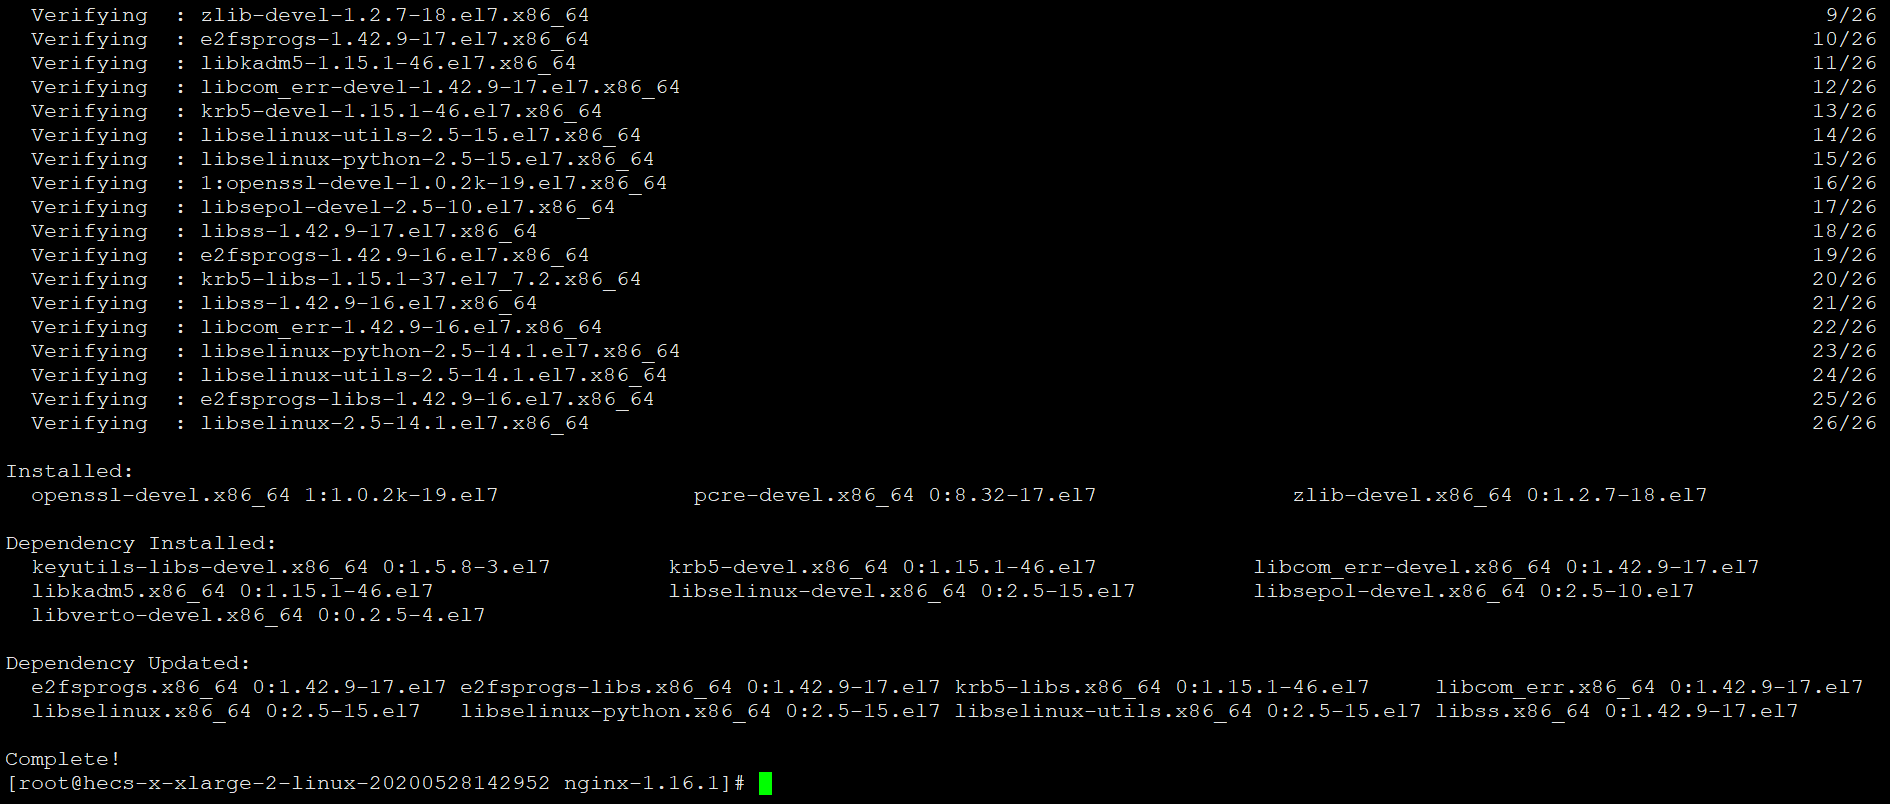 Verifying : zlib-devel-1.2.7-18.el7.x86_64 9/26
Verifying : e2fsprogs-1.42.9-17.el7.x86_64 10/26
Verifying : libkadm5-1.15.1-46.el7.x86_64 11/26
Verifying : libcom_err-devel-1.42.9-17.el7.x86_64 12/26
Verifying : krb5-devel-1.15.1-46.el7.x86_64 13/26
Verifying : libselinux-utils-2.5-15.el7.x86_64 14/26
Verifying : libselinux-python-2.5-15.el7.x86_64 15/26
Verifying : 1:openssl-devel-1.0.2k-19.el7.x86_64 16/26
Verifying : libsepol-devel-2.5-10.el7.x86_64 17/26
Verifying : libss-1.42.9-17.el7.x86_64 18/26
Verifying : e2fsprogs-1.42.9-16.el7.x86_64 19/26
Verifying : krb5-libs-1.15.1-37.el7_7.2.x86_64 20/26
Verifying : libss-1.42.9-16.el7.x86_64 21/26
Verifying : libcom_err-1.42.9-16.el7.x86_64 22/26
Verifying : libselinux-python-2.5-14.1.el7.x86_64 23/26
Verifying : libselinux-utils-2.5-14.1.el7.x86_64 24/26
Verifying : e2fsprogs-libs-1.42.9-16.el7.x86_64 25/26
Verifying : libselinux-2.5-14.1.el7.x86_64 26/26
Installed:
openssl-devel.x86_64 1:1.0.2k-19.el7 pcre-devel.x86_64 0:8.32-17.el7 zlib-devel.x86_64 0:1.2.7-18.el7
Dependency Installed:
keyutils-libs-devel.x86_64 0:1.5.8-3.el7 krb5-devel.x86_64 0:1.15.1-46.el7 libcom_err-devel.x86_64 0:1.42.9-17.el7
libkadm5.x86_64 0:1.15.1-46.el7 libselinux-devel.x86_64 0:2.5-15.el7 libsepol-devel.x86_64 0:2.5-10.el7
libverto-devel.x86_64 0:0.2.5-4.el7
Dependency Updated:
e2fsprogs.x86_64 0:1.42.9-17.el7 e2fsprogs-libs.x86_64 0:1.42.9-17.el7 krb5-libs.x86_64 0:1.15.1-46.el7 libcom_err.x86_64 0:1.42.9-17.el7
libselinux.x86_64 0:2.5-15.el7 libselinux-python.x86_64 0:2.5-15.el7 libselinux-utils.x86_64 0:2.5-15.el7 libss.x86_64 0:1.42.9-17.el7
Complete!
[root@hecs-x-xlarge-2-linux-20200528142952 nginx-1.16.1]#